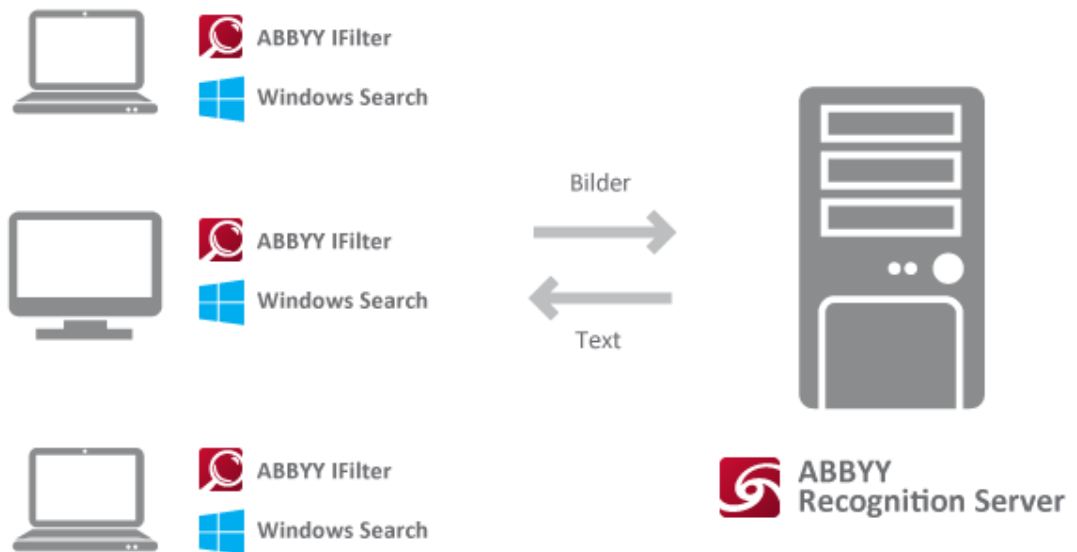 ABBYY IFilter
Windows Search
ABBYY IFilter
Windows Search
Bilder
Text
ABBYY IFilter
Windows Search
ABBYY
Recognition Server